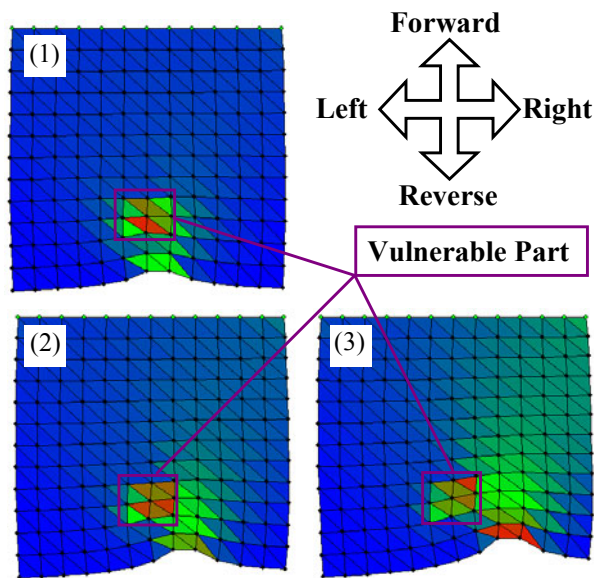 (1)
Forward
Left
Right
Reverse
Vulnerable Part
(2)
(3)